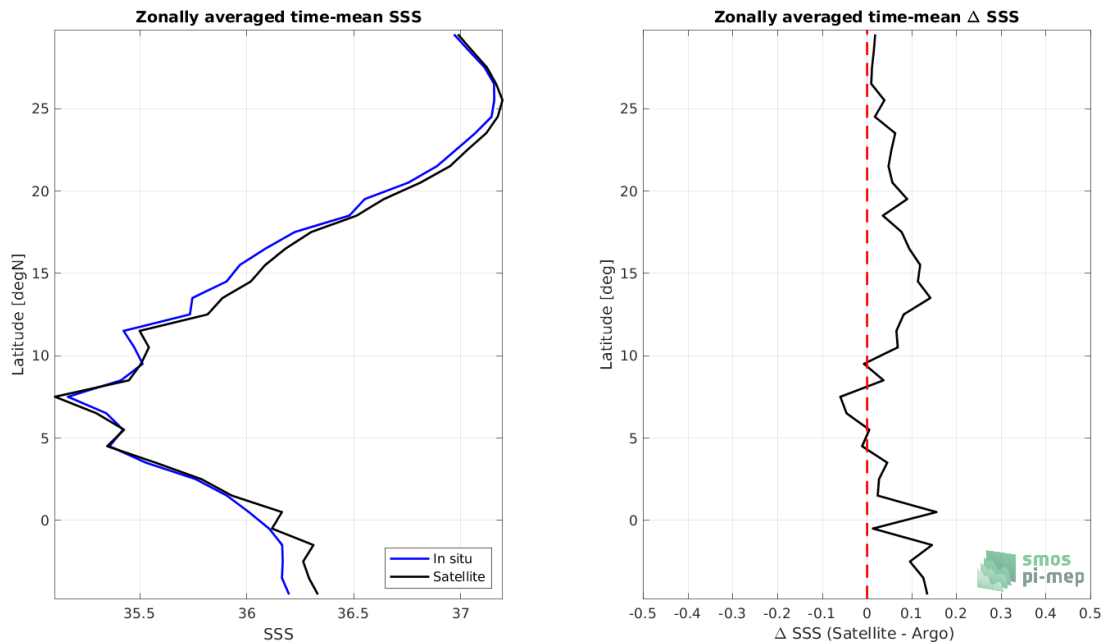 Zonally averaged time-mean SSS
Latitude [degN]
25
20
15
10
5
0
35.5
36
36.5
37
SSS
In situ
Satellite
Zonally averaged time-mean Δ SSS
Latitude [deg]
25
20
15
10
5
0
-0.5
-0.4
-0.3
-0.2
-0.1
0
0.1
0.2
0.3
0.4
0.5
Δ SSS (Satellite - Argo)
smos
pi-mep